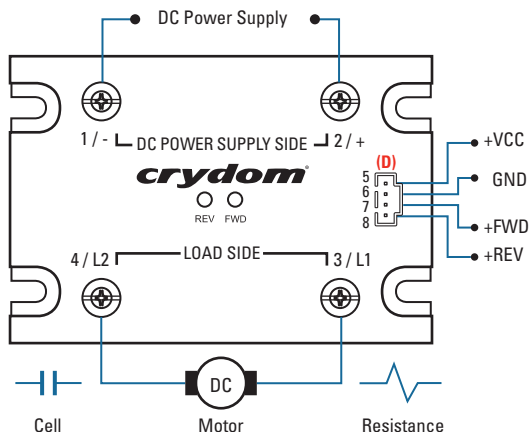 DC Power Supply
1 / -
DC POWER SUPPLY SIDE
2 / +
(D)
+VCC
5
crydom®
6
GND
7
REV
FWD
8
+FWD
+REV
4 / L2
LOAD SIDE
3 / L1
DC
Cell
Motor
Resistance